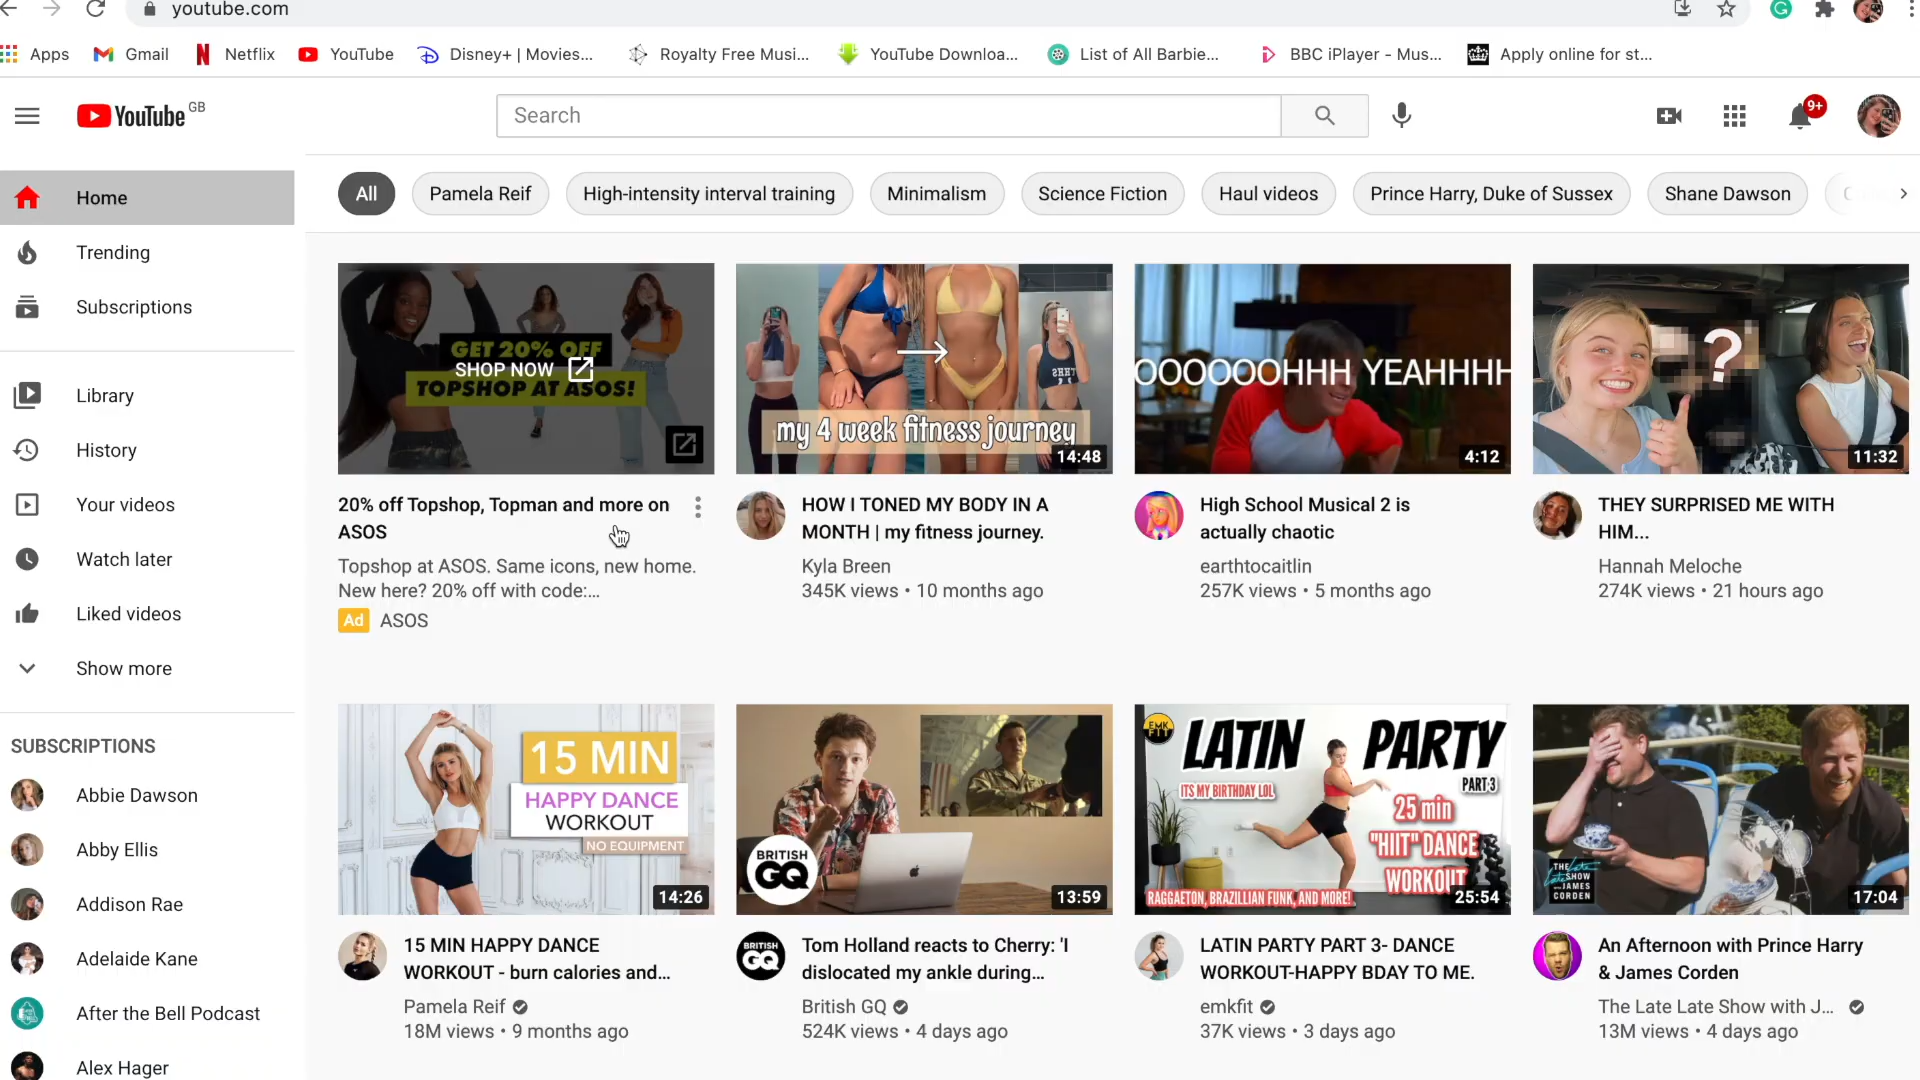 youtube.com
Apps
Gmail
Netflix
YouTube
Disney+ | Movies...
Royalty Free Musi...
YouTube Downloa...
List of All Barbie...
BBC iPlayer - Mus...
Apply online for st...
YouTube GB
Search
9+
Home
Trending
Subscriptions
Library
History
Your videos
Watch later
Liked videos
Show more
SUBSCRIPTIONS
Abbie Dawson
Abby Ellis
Addison Rae
Adelaide Kane
After the Bell Podcast
Alex Hager
All
Pamela Reif
High-intensity interval training
Minimalism
Science Fiction
Haul videos
Prince Harry, Duke of Sussex
Shane Dawson
GET 20% OFF
SHOP NOW
TOPSHOP AT ASOS!
20% off Topshop, Topman and more on
ASOS
Topshop at ASOS. Same icons, new home.
New here? 20% off with code:...
Ad ASOS
my 4 week fitness journey
14:48
HOW I TONED MY BODY IN A
MONTH | my fitness journey.
Kyla Breen
345K views • 10 months ago
OOOOOOOHHH YEAHHHH
4:12
High School Musical 2 is
actually chaotic
earthtocaitlin
257K views • 5 months ago
?
11:32
THEY SURPRISED ME WITH
HIM...
Hannah Meloche
274K views • 21 hours ago
15 MIN
HAPPY DANCE
WORKOUT
NO EQUIPMENT
14:26
15 MIN HAPPY DANCE
WORKOUT - burn calories and...
Pamela Reif
18M views • 9 months ago
BRITISH
GQ
13:59
BRITISH
GQ
Tom Holland reacts to Cherry: 'I
dislocated my ankle during...
British GQ
524K views • 4 days ago
EMK
FIT
LATIN PARTY
PART 3
ITS MY BIRTHDAY LOL
25 min
"HIIT" DANCE
WORKOUT
RAGGAETON, BRAZILLIAN FUNK, AND MORE!
25:54
LATIN PARTY PART 3- DANCE
WORKOUT-HAPPY BDAY TO ME.
emkfit
37K views • 3 days ago
THE
Late Late
SHOW
WITH JAMES
CORDEN
17:04
An Afternoon with Prince Harry
& James Corden
The Late Late Show with J...
13M views • 4 days ago